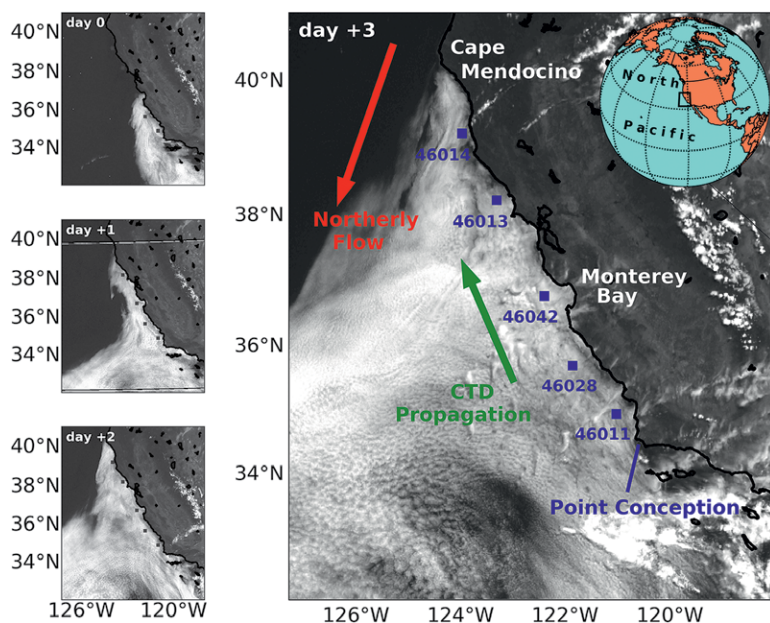 day 0
40°N
38°N
36°N
34°N
day +1
40°N
38°N
36°N
34°N
day +2
40°N
38°N
36°N
34°N
126°W
120°W
day +3
Cape
Mendocino
North
Pacific
46014
Northerly
Flow
46013
Monterey
Bay
46042
CTD
Propagation
46028
46011
Point Conception
40°N
38°N
36°N
34°N
126°W
124°W
122°W
120°W